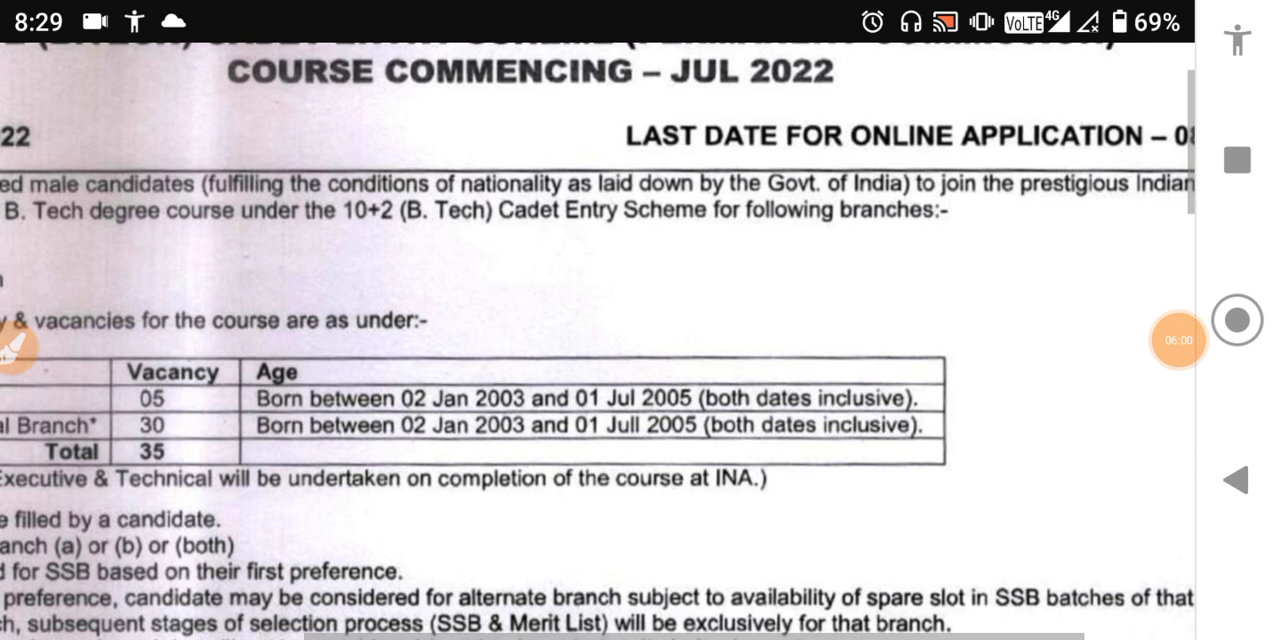 8:29 VoLTE 4G 69%
COURSE COMMENCING – JUL 2022
22 LAST DATE FOR ONLINE APPLICATION – 0
ed male candidates (fulfilling the conditions of nationality as laid down by the Govt. of India) to join the prestigious Indian
B. Tech degree course under the 10+2 (B. Tech) Cadet Entry Scheme for following branches:-
& vacancies for the course are as under:-
06:00
Vacancy Age
05 Born between 02 Jan 2003 and 01 Jul 2005 (both dates inclusive).
al Branch* 30 Born between 02 Jan 2003 and 01 Jull 2005 (both dates inclusive).
Total 35
Executive & Technical will be undertaken on completion of the course at INA.)
e filled by a candidate.
anch (a) or (b) or (both)
d for SSB based on their first preference.
preference, candidate may be considered for alternate branch subject to availability of spare slot in SSB batches of that
ch, subsequent stages of selection process (SSB & Merit List) will be exclusively for that branch.